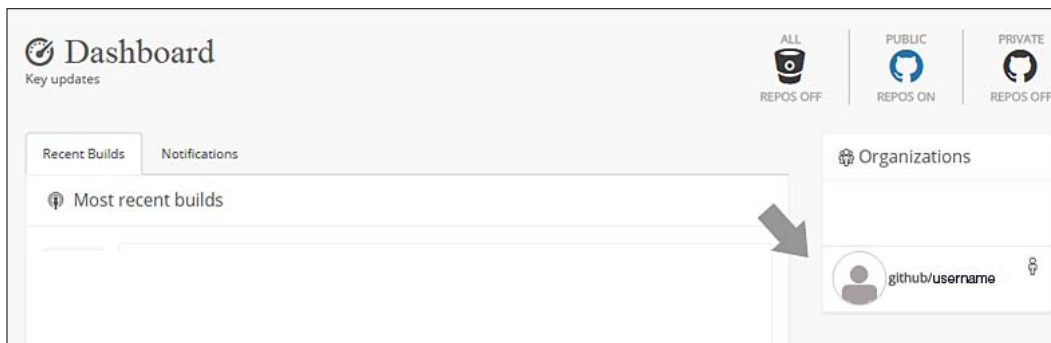 Dashboard
Key updates
ALL
REPOS OFF
PUBLIC
REPOS ON
PRIVATE
REPOS OFF
Recent Builds
Notifications
Most recent builds
Organizations
github/username